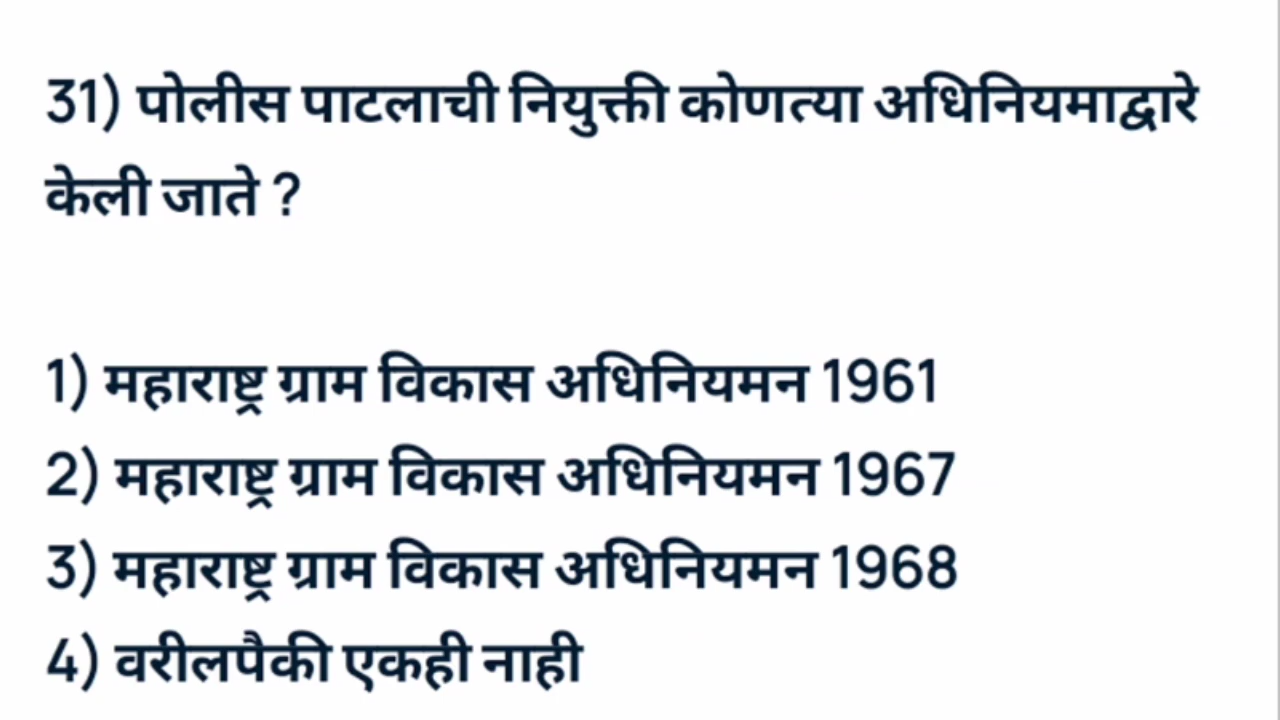 31) पोलीस पाटलाची नियुक्ती कोणत्या अधिनियमाद्वारे
केली जाते ?
1) महाराष्ट्र ग्राम विकास अधिनियमन 1961
2) महाराष्ट्र ग्राम विकास अधिनियमन 1967
3) महाराष्ट्र ग्राम विकास अधिनियमन 1968
4) वरीलपैकी एकही नाही